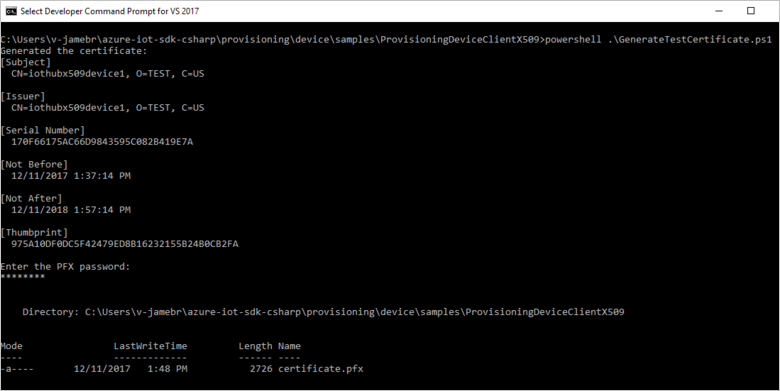 Select Developer Command Prompt for VS 2017
C:\Users\v-jamebr\azure-iot-sdk-csharp\provisioning\device\samples\ProvisioningDeviceClientX509>powershell .\GenerateTestCertificate.ps1
Generated the certificate:
[Subject]
CN=iothubx509device1, O=TEST, C=US
[Issuer]
CN=iothubx509device1, O=TEST, C=US
[Serial Number]
170F66175AC66D9843595C082B419E7A
[Not Before]
12/11/2017 1:37:14 PM
[Not After]
12/11/2018 1:57:14 PM
[Thumbprint]
975A10DF0DC5F42479ED8B16232155B24B0CB2FA
Enter the PFX password:
********
Directory: C:\Users\v-jamebr\azure-iot-sdk-csharp\provisioning\device\samples\ProvisioningDeviceClientX509
Mode LastWriteTime Length Name
---- ------------- ------ ----
-a---- 12/11/2017 1:48 PM 2726 certificate.pfx